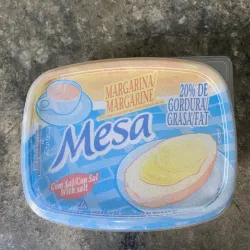 MARGARINA/
MARGARINE
20% DE
GORDURA/
GRASA/FAT
Mesa
Com Sal/Con Sal
With salt